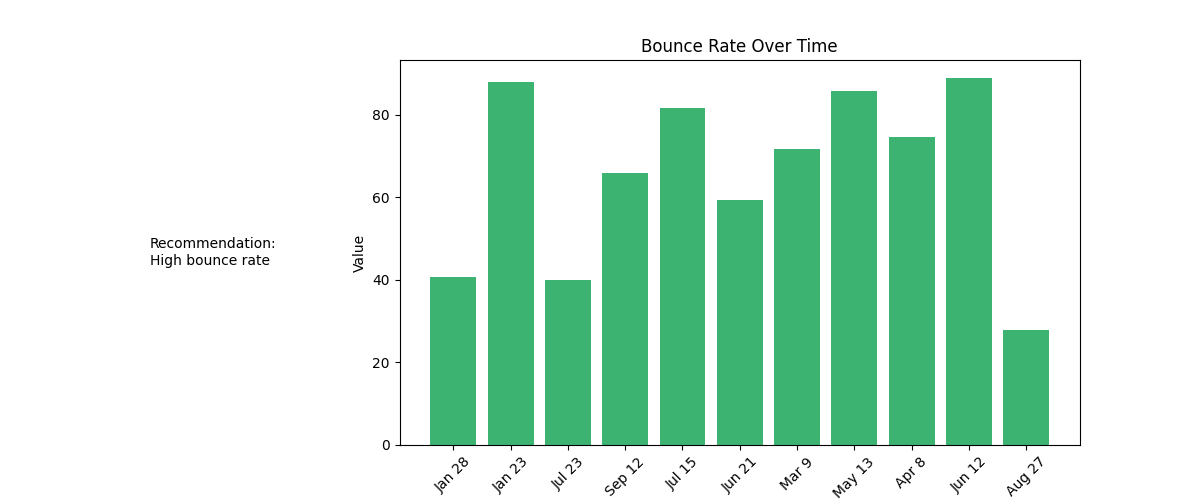 Bounce Rate Over Time
Recommendation:
High bounce rate
Value
80
60
40
20
0
Jan 28
Jan 23
Jul 23
Sep 12
Jul 15
Jun 21
Mar 9
May 13
Apr 8
Jun 12
Aug 27